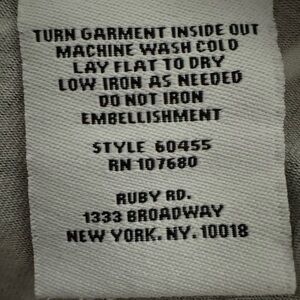 TURN GARMENT INSIDE OUT
MACHINE WASH COLD
LAY FLAT TO DRY
LOW IRON AS NEEDED
DO NOT IRON
EMBELLISHMENT
STYLE 60455
RN 107680
RUBY RD.
1333 BROADWAY
NEW YORK. NY. 10018